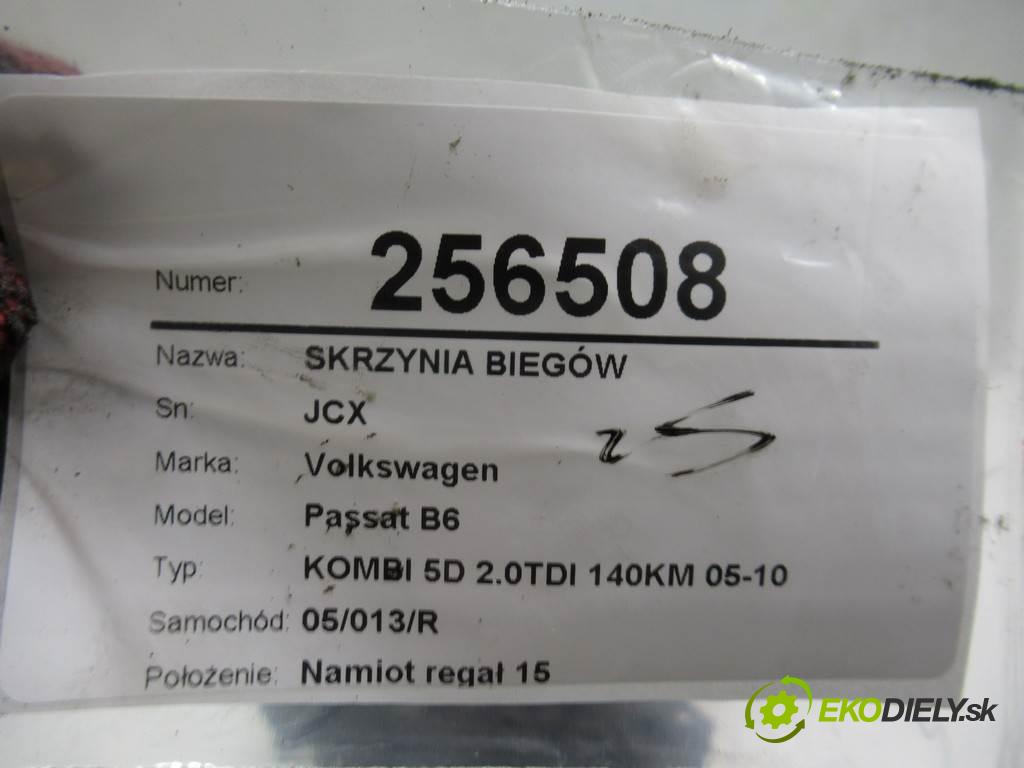 Numer: 256508
Nazwa: SKRZYNIA BIEGÓW
Sn: JCX
Marka: Volkswagen
Model: Passat B6
Typ: KOMBI 5D 2.0TDI 140KM 05-10
Samochód: 05/013/R
Położenie: Namiot regał 15
EKODIELY.sk